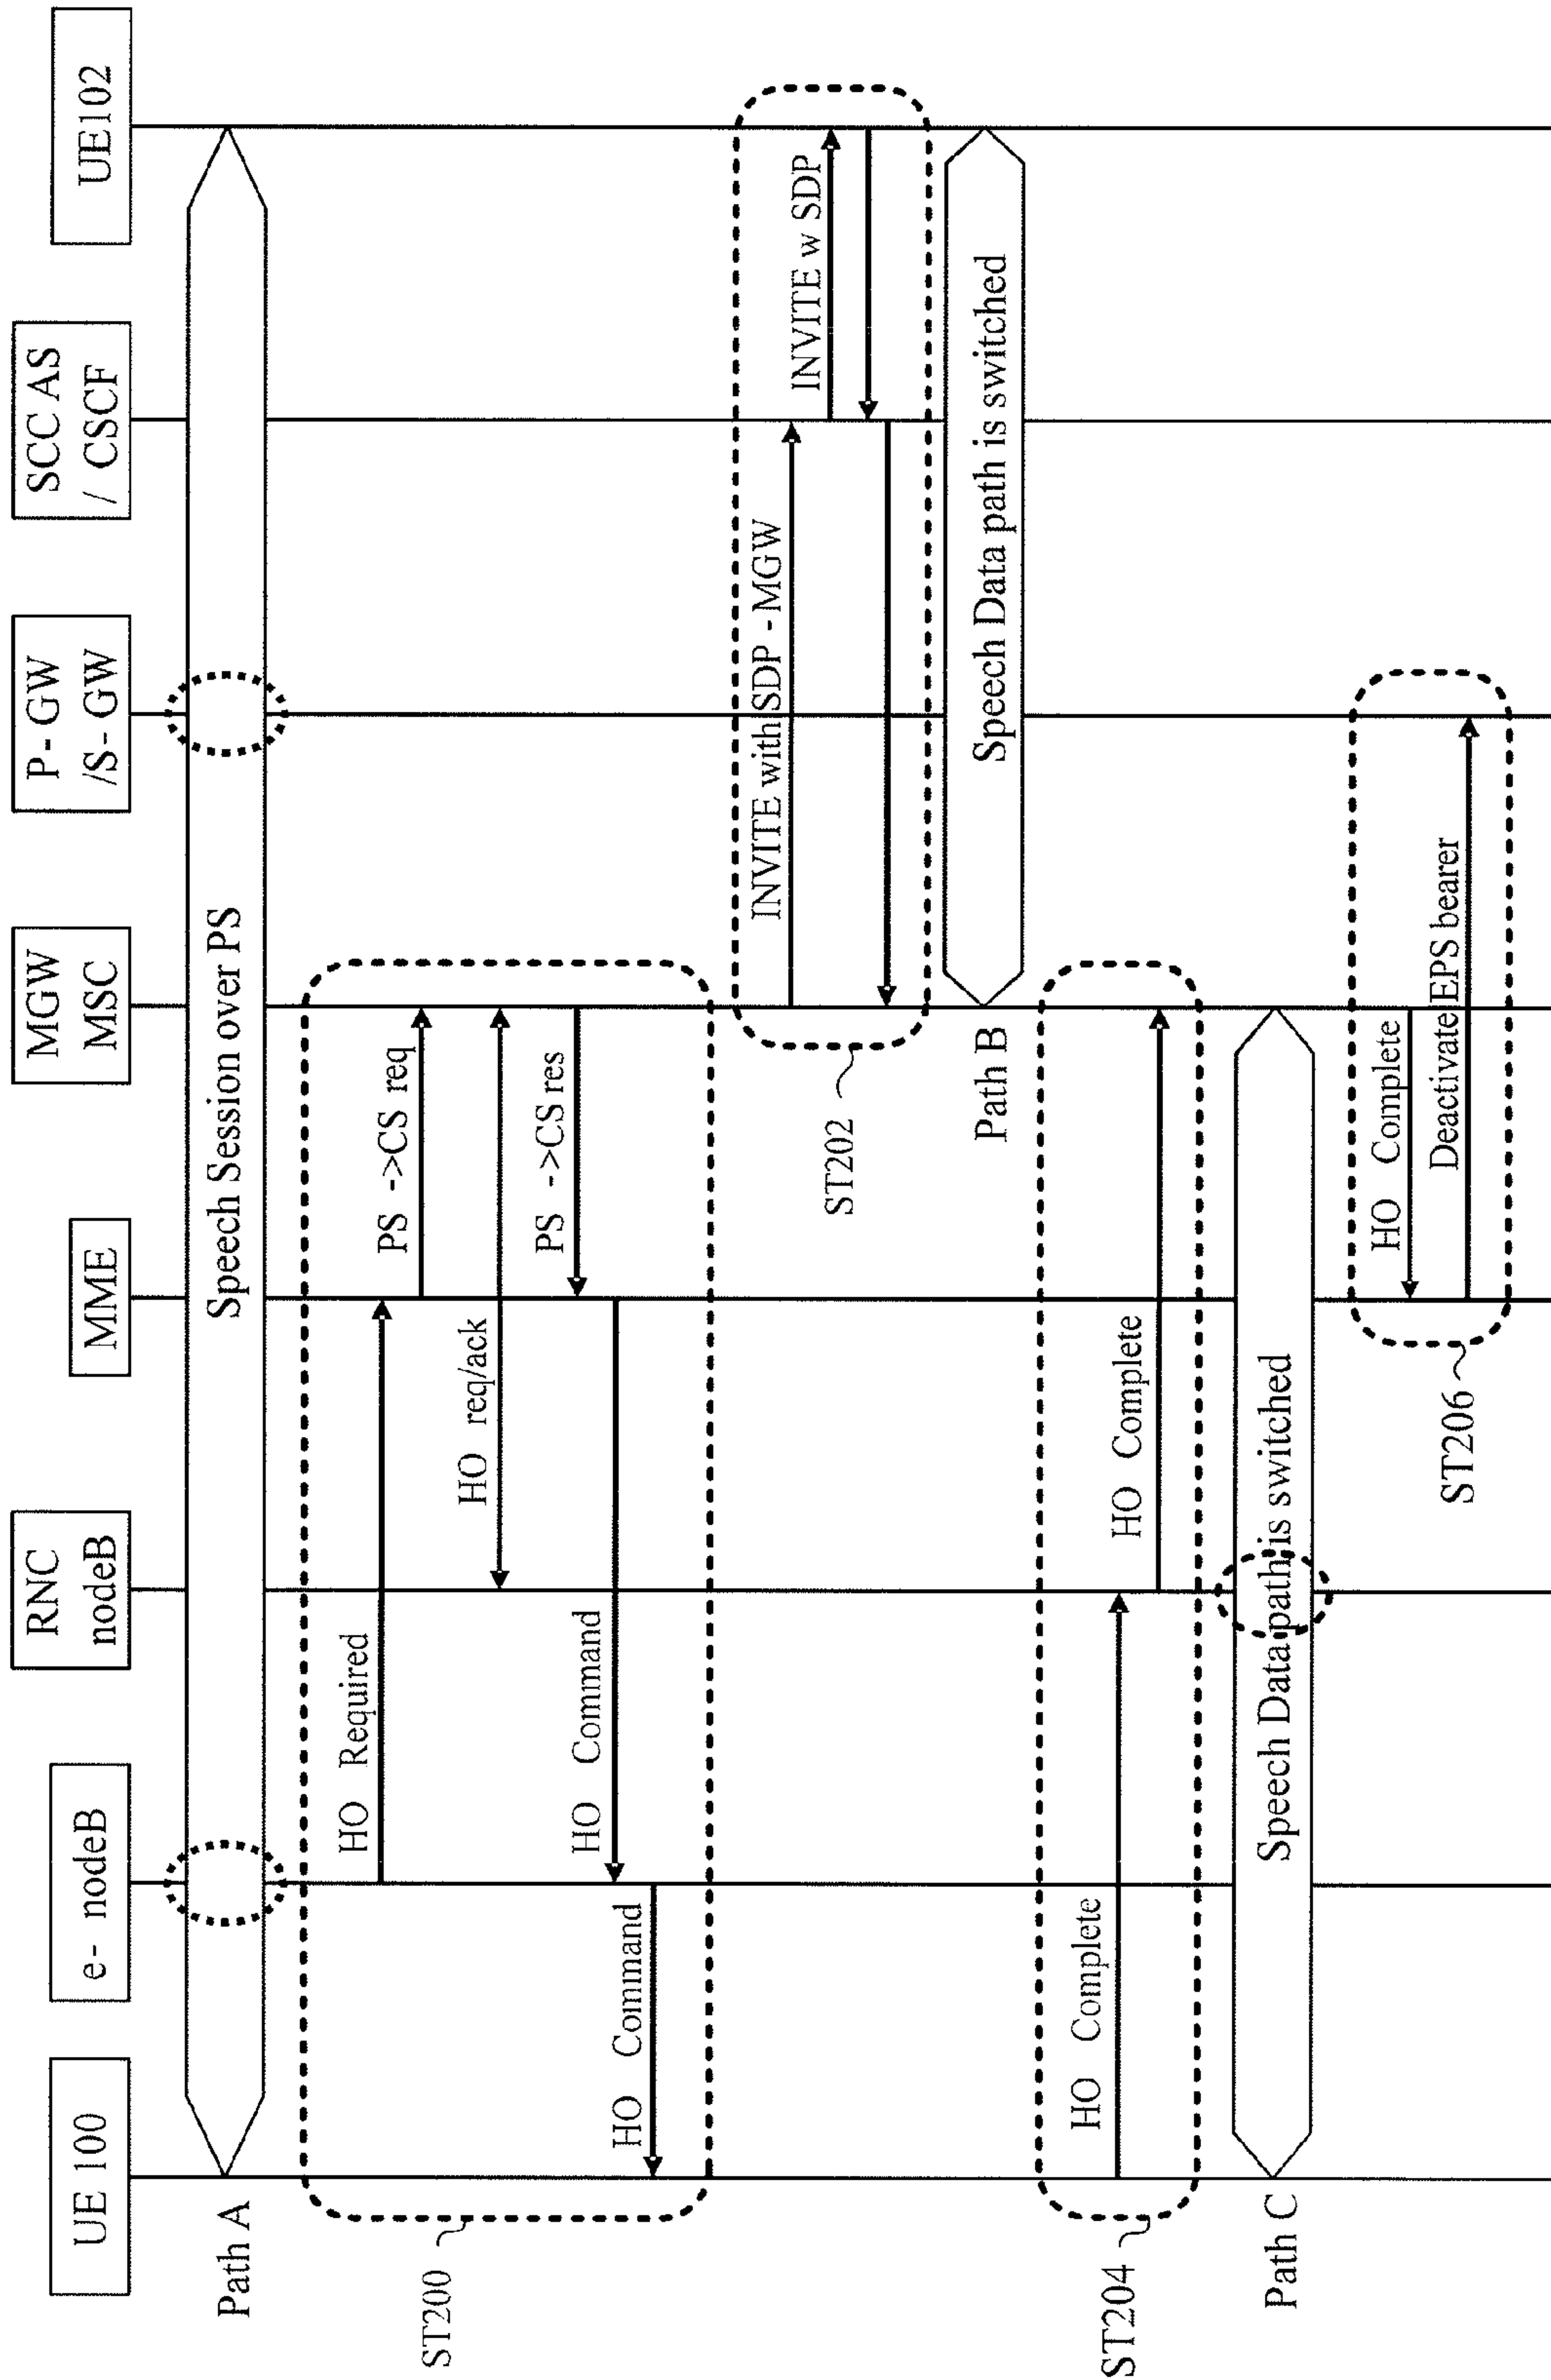 UE 100
e- nodeB
RNC
nodeB
MME
MGW
MSC
P - GW
/S - GW
SCC AS
/ CSCF
UE102
Path A
Speech Session over PS
ST200
HO Required
PS ->CS req
HO req/ack
PS ->CS res
HO Command
HO Command
INVITE with SDP - MGW
INVITE w SDP
ST202
Path B
Speech Data path is switched
ST204
HO Complete
HO Complete
Path C
Speech Data path is switched
HO Complete
Deactivate EPS bearer
ST206